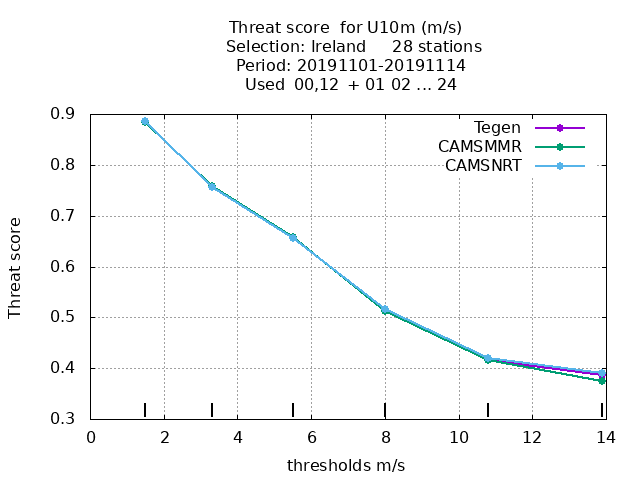 Threat score  for U10m (m/s)
Selection: Ireland     28 stations
Period: 20191101-20191114
Used  00,12  + 01 02 ... 24
Tegen
CAMSMMR
CAMSNRT
0.9
0.8
0.7
0.6
0.5
0.4
0.3
Threat score
0 2 4 6 8 10 12 14
thresholds m/s